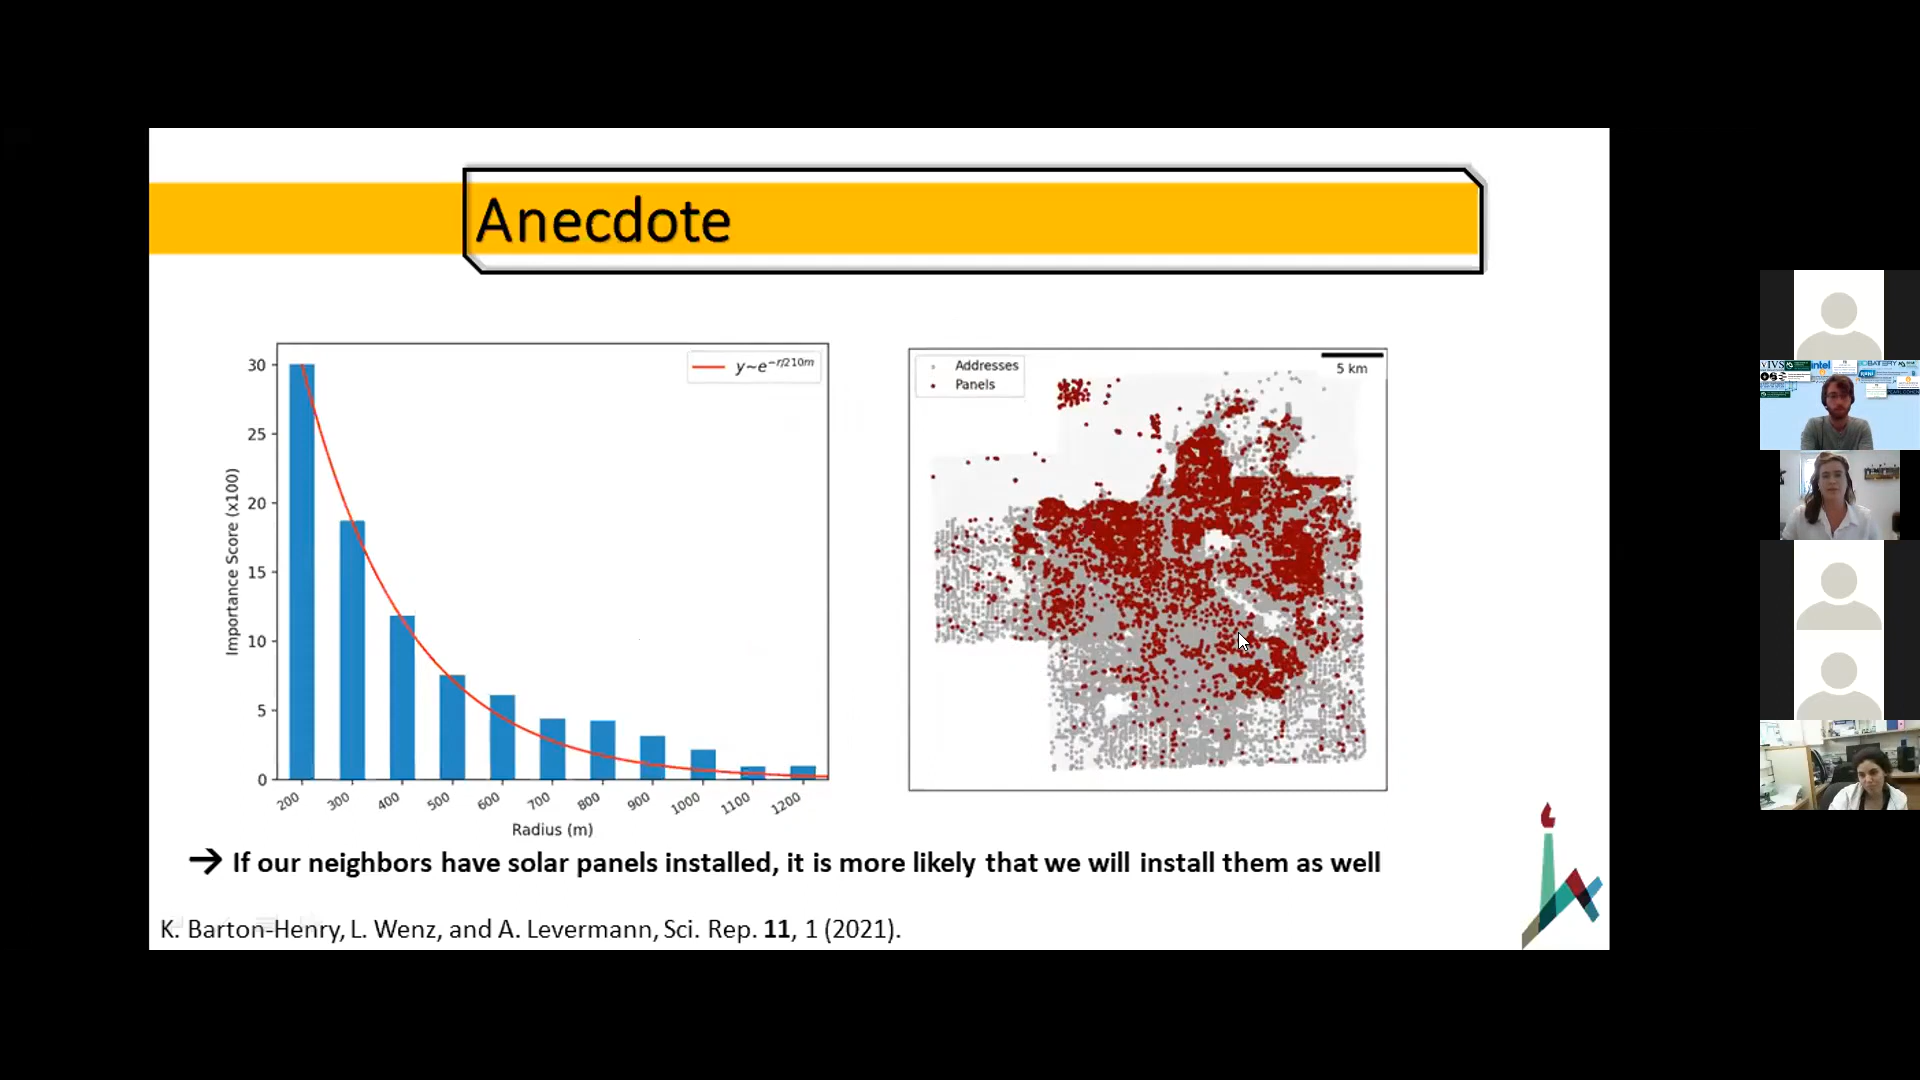 Anecdote
30
25
20
15
10
5
0
Importance Score (x100)
y~e^{-r/210m}
200
300
400
500
600
700
800
900
1000
1100
1200
Radius (m)
Addresses
Panels
5 km
→ If our neighbors have solar panels installed, it is more likely that we will install them as well
K. Barton-Henry, L. Wenz, and A. Levermann, Sci. Rep. 11, 1 (2021).
intel